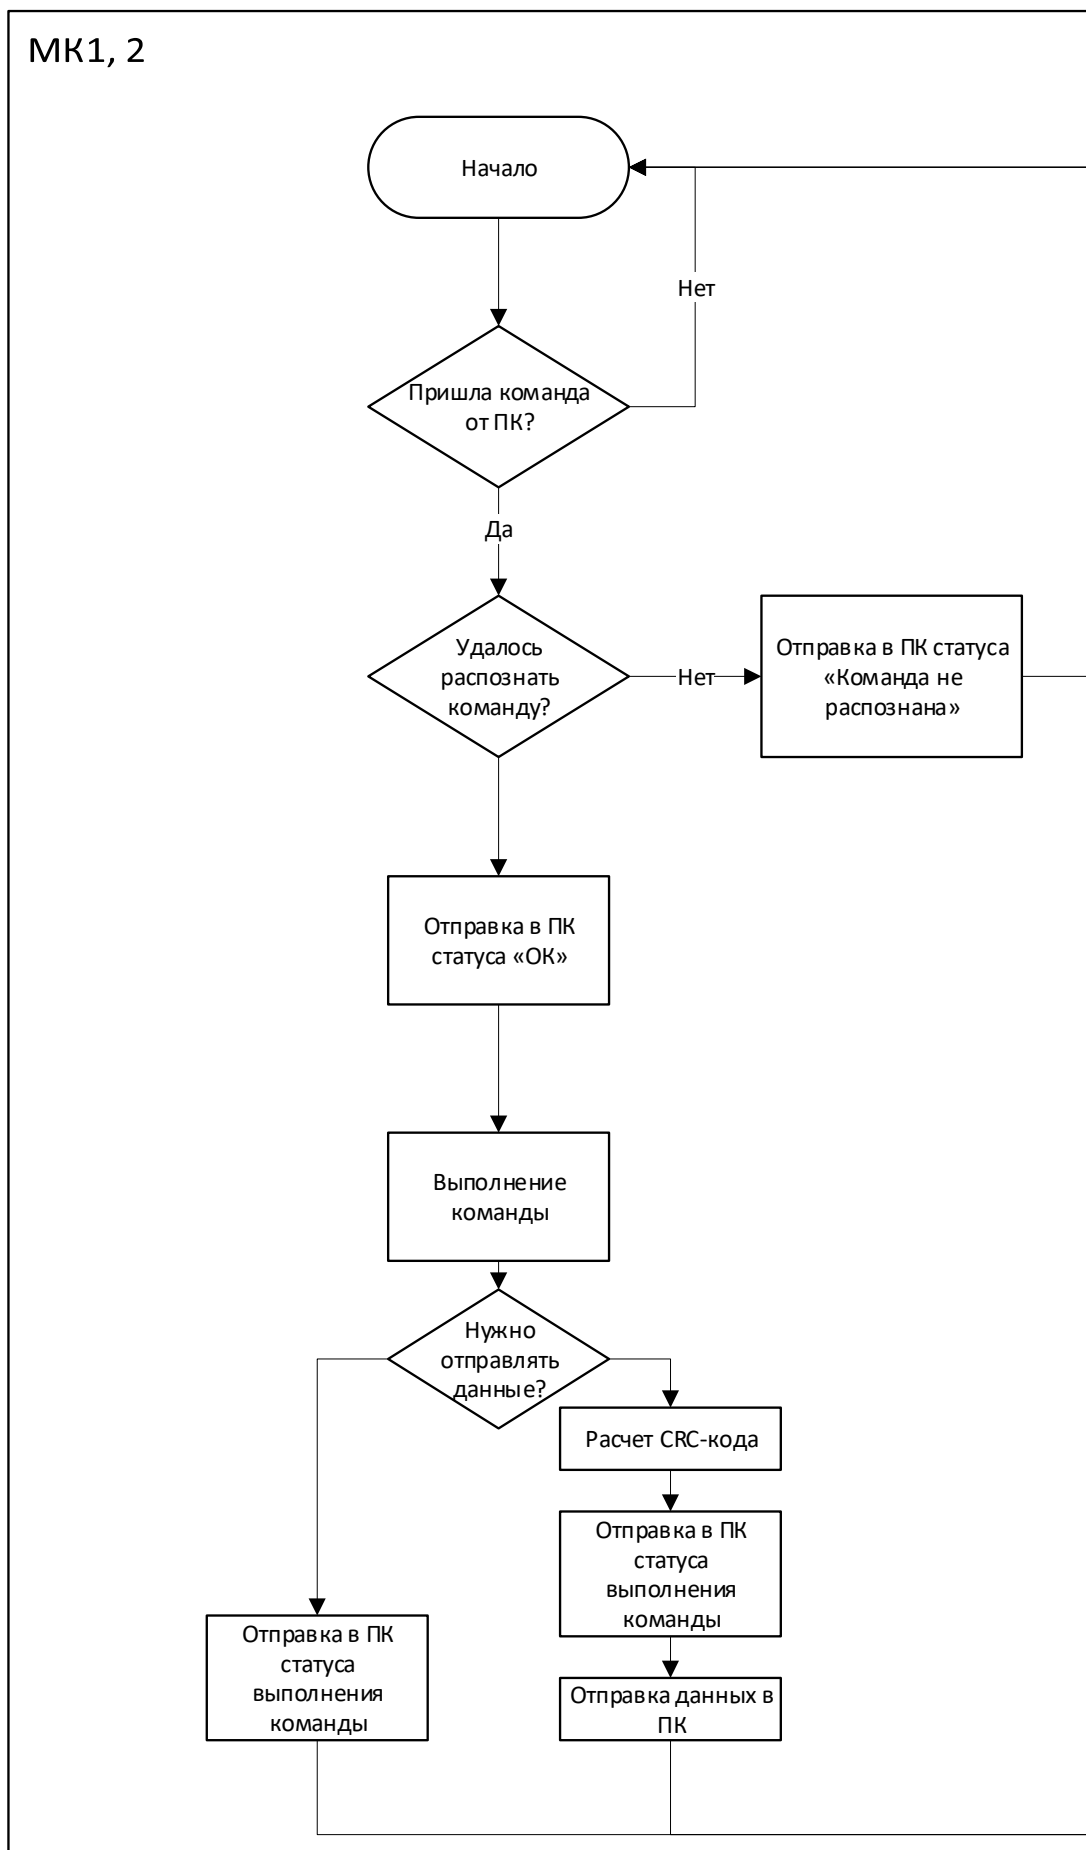 МК1, 2
Начало
Нет
Пришла команда
от ПК?
Да
Удалось
распознать
команду?
Нет
Отправка в ПК статуса
«Команда не
распознана»
Отправка в ПК
статуса «ОК»
Выполнение
команды
Нужно
отправлять
данные?
Расчет CRC-кода
Отправка в ПК
статуса
выполнения
команды
Отправка в ПК
статуса
выполнения
команды
Отправка данных в
ПК